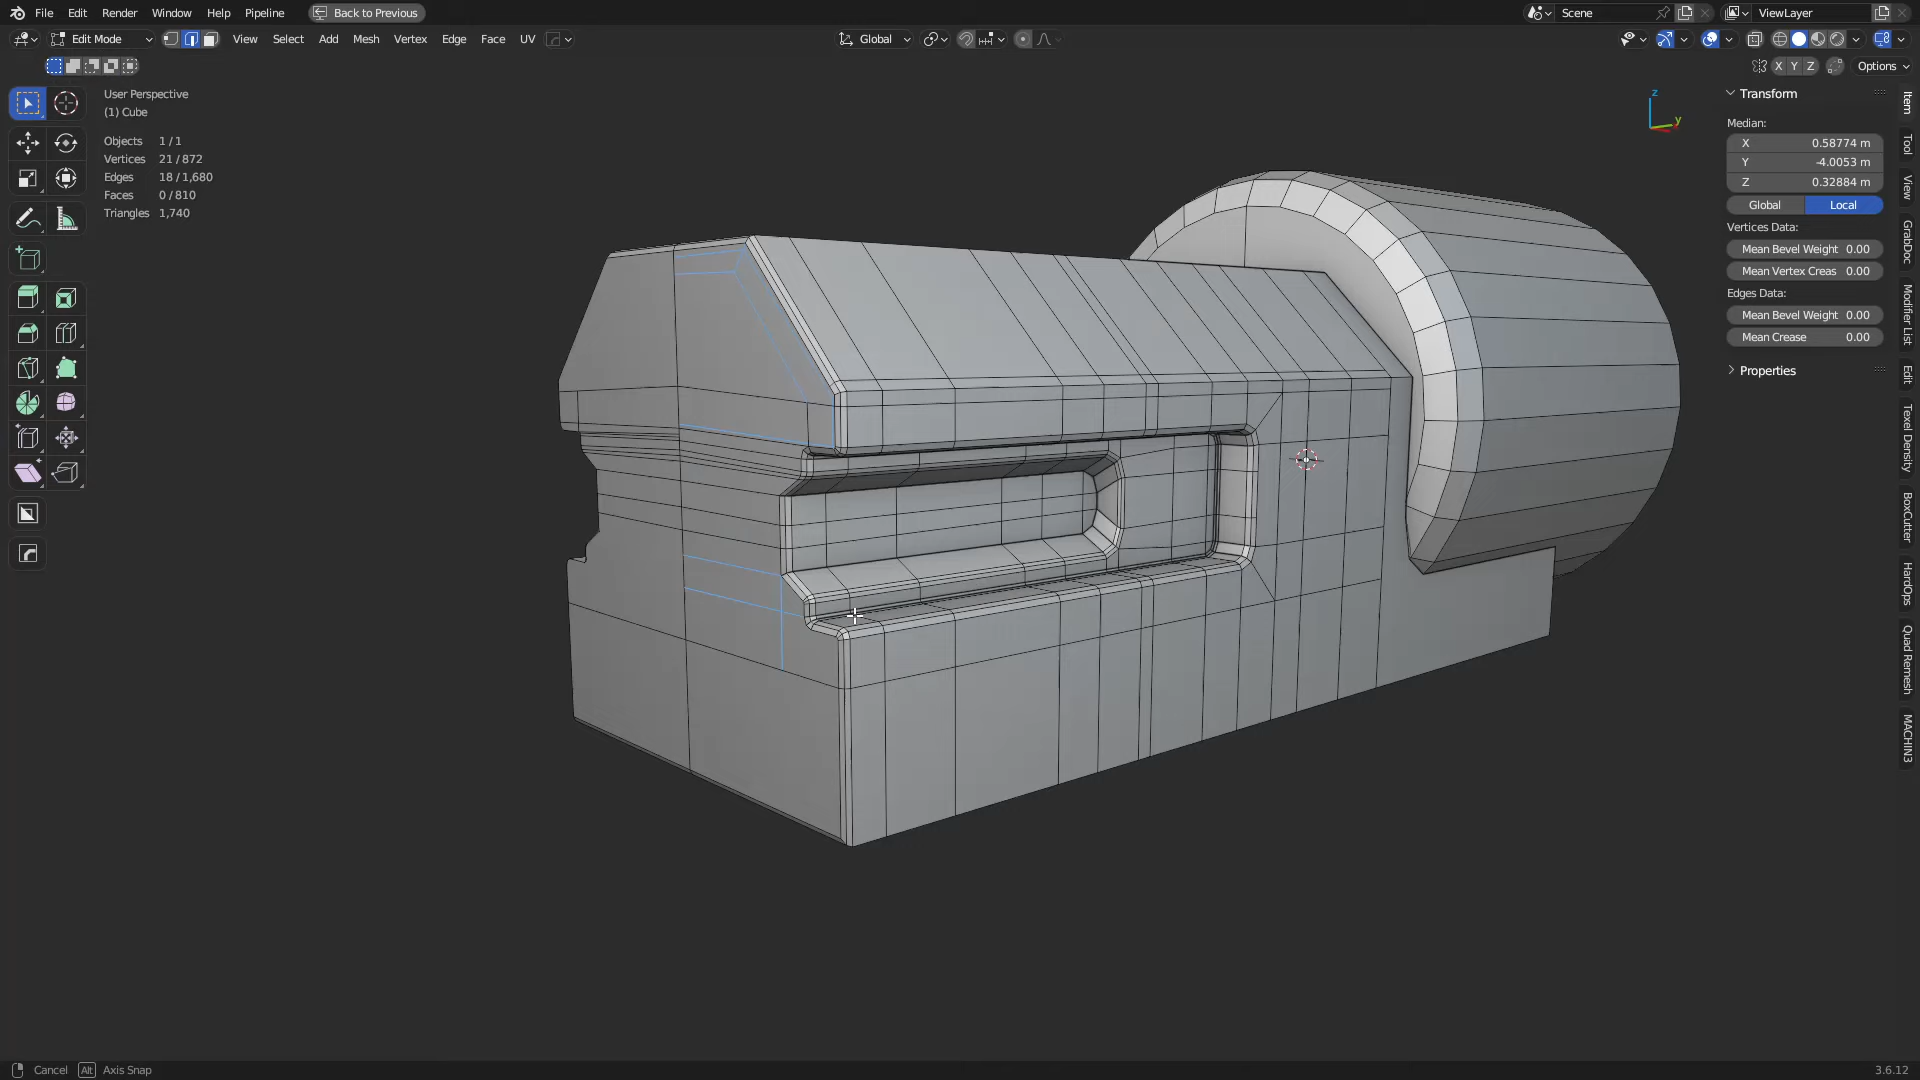 File Edit Render Window Help Pipeline Back to Previous Scene ViewLayer
Edit Mode View Select Add Mesh Vertex Edge Face UV Global
X Y Z Options
User Perspective
(1) Cube
Objects 1 / 1
Vertices 21 / 872
Edges 18 / 1,680
Faces 0 / 810
Triangles 1,740
z
y
Transform
Median:
X 0.58774 m
Y -4.0053 m
Z 0.32884 m
Global Local
Vertices Data:
Mean Bevel Weight 0.00
Mean Vertex Creas 0.00
Edges Data:
Mean Bevel Weight 0.00
Mean Crease 0.00
Properties
Item
Tool
View
GrabDoc
Modifier List
Edit
Texel Density
BoxCutter
HardOps
Quad Remesh
MACHIN3
Cancel Alt Axis Snap 3.6.12